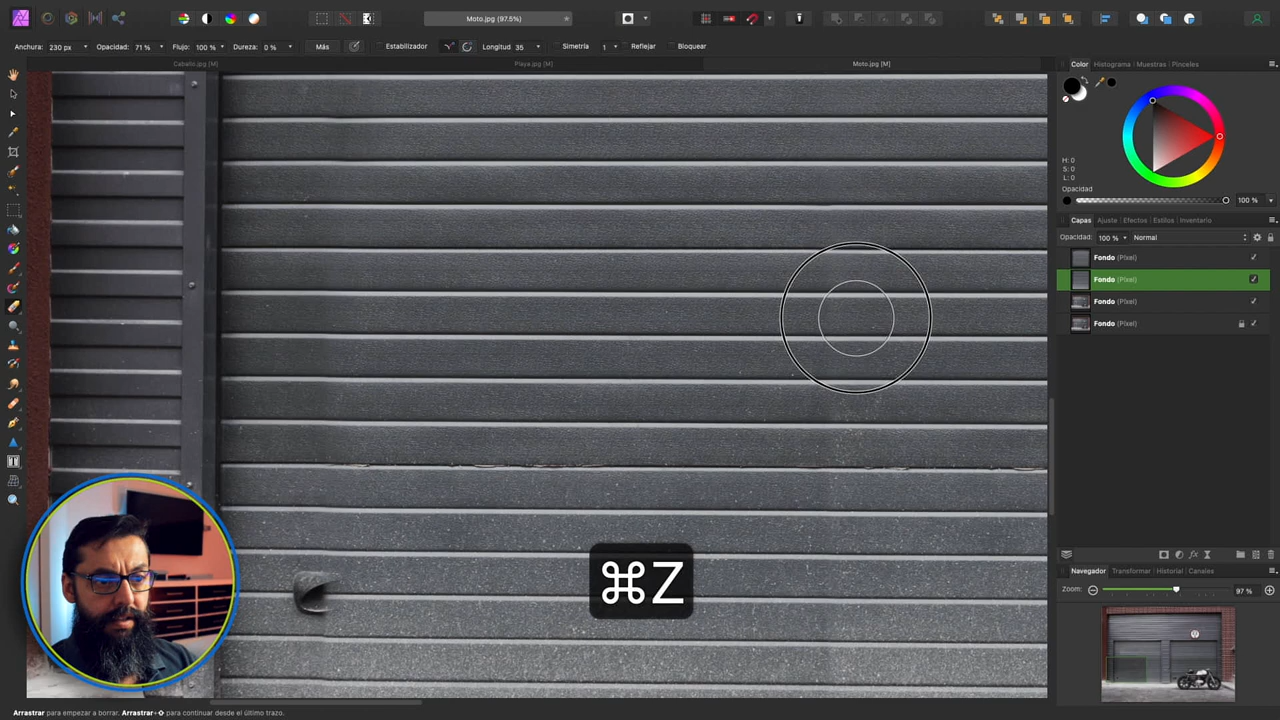 Moto.jpg (97.5%)
Anchura: 230 px Opacidad: 71 % Flujo: 100 % Dureza: 0 % Más Estabilizador Longitud 35 Simetría 1 Reflejar Bloquear
Cabelin.jpg [M] Playa.jpg [M] Moto.jpg [M]
Color Histograma Muestras Pinceles
H: 0
S: 0
L: 0
Opacidad
100 %
Capas Ajuste Efectos Estilos Inventario
Opacidad: 100 % Normal
Fondo (Píxel)
Fondo (Píxel)
Fondo (Píxel)
Fondo (Píxel)
⌘Z
Navegador Transformar Historial Canales
Zoom: 97 %
Arrastrar para empezar a borrar. Arrastrar+⇧ para continuar desde el último trazo.